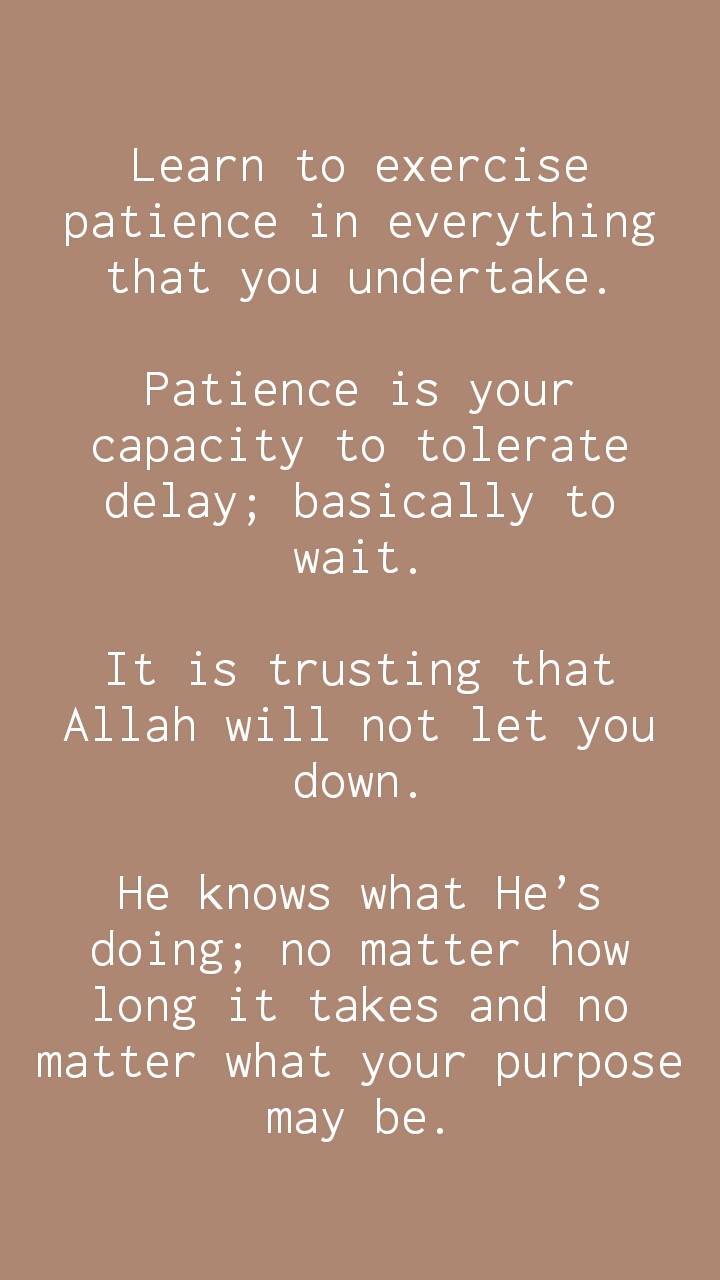 Learn to exercise
patience in everything
that you undertake.
Patience is your
capacity to tolerate
delay; basically to
wait.
It is trusting that
Allah will not let you
down.
He knows what He’s
doing; no matter how
long it takes and no
matter what your purpose
may be.